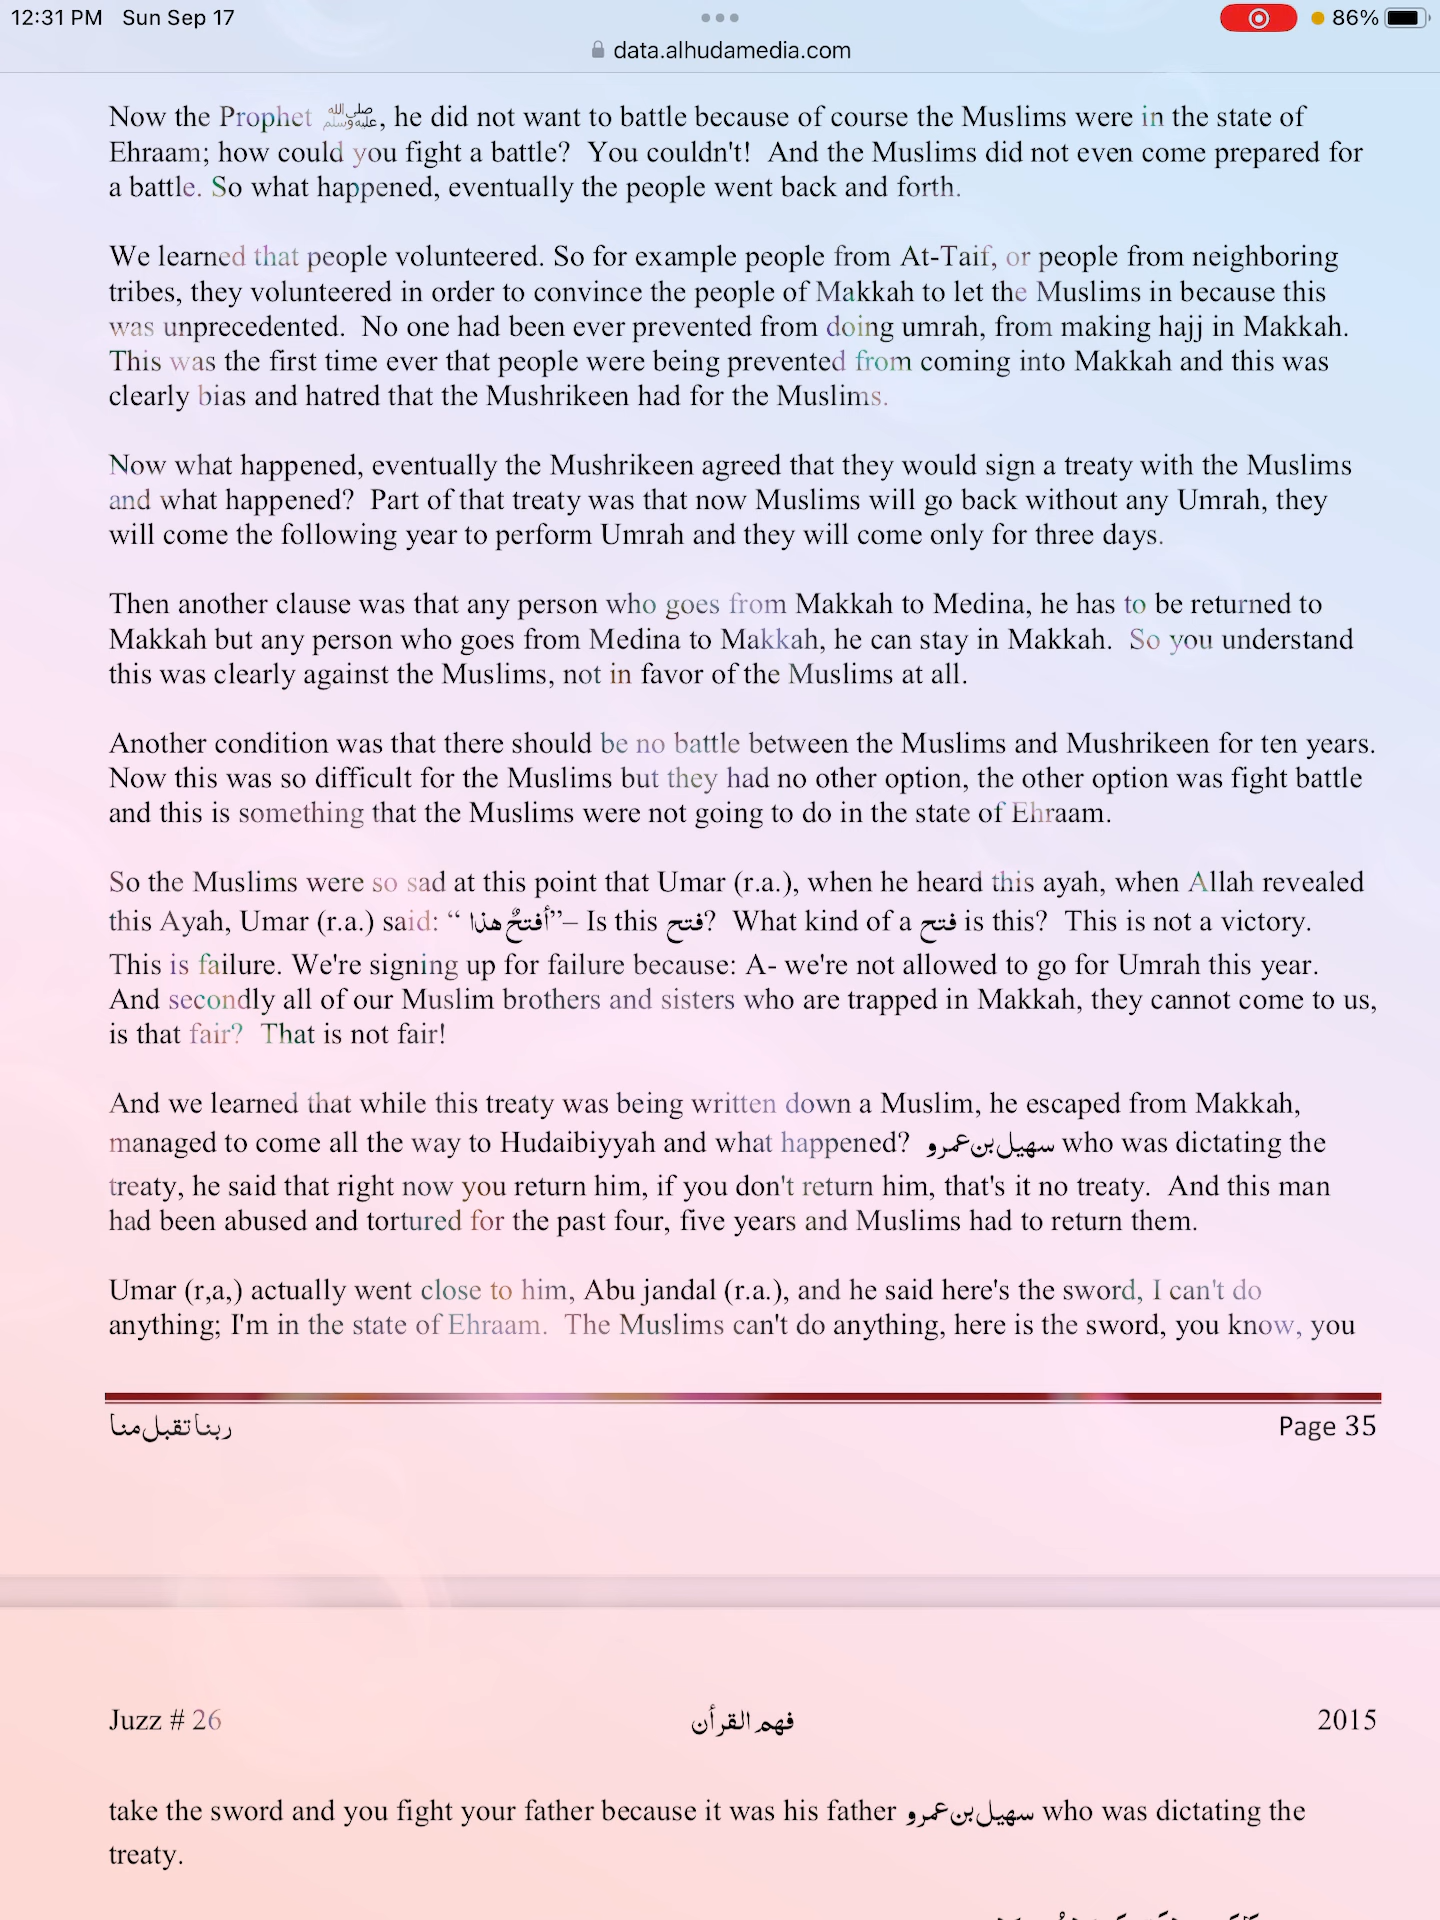 12:31 PM Sun Sep 17
86%
data.alhudamedia.com
Now the Prophet ﷺ, he did not want to battle because of course the Muslims were in the state of
Ehraam; how could you fight a battle? You couldn't! And the Muslims did not even come prepared for
a battle. So what happened, eventually the people went back and forth.
We learned that people volunteered. So for example people from At-Taif, or people from neighboring
tribes, they volunteered in order to convince the people of Makkah to let the Muslims in because this
was unprecedented. No one had been ever prevented from doing umrah, from making hajj in Makkah.
This was the first time ever that people were being prevented from coming into Makkah and this was
clearly bias and hatred that the Mushrikeen had for the Muslims.
Now what happened, eventually the Mushrikeen agreed that they would sign a treaty with the Muslims
and what happened? Part of that treaty was that now Muslims will go back without any Umrah, they
will come the following year to perform Umrah and they will come only for three days.
Then another clause was that any person who goes from Makkah to Medina, he has to be returned to
Makkah but any person who goes from Medina to Makkah, he can stay in Makkah. So you understand
this was clearly against the Muslims, not in favor of the Muslims at all.
Another condition was that there should be no battle between the Muslims and Mushrikeen for ten years.
Now this was so difficult for the Muslims but they had no other option, the other option was fight battle
and this is something that the Muslims were not going to do in the state of Ehraam.
So the Muslims were so sad at this point that Umar (r.a.), when he heard this ayah, when Allah revealed
this Ayah, Umar (r.a.) said: “ أفتحٌ هذا”– Is this فتح? What kind of a فتح is this? This is not a victory.
This is failure. We're signing up for failure because: A- we're not allowed to go for Umrah this year.
And secondly all of our Muslim brothers and sisters who are trapped in Makkah, they cannot come to us,
is that fair? That is not fair!
And we learned that while this treaty was being written down a Muslim, he escaped from Makkah,
managed to come all the way to Hudaibiyyah and what happened? سهيل بن عمرو who was dictating the
treaty, he said that right now you return him, if you don't return him, that's it no treaty. And this man
had been abused and tortured for the past four, five years and Muslims had to return them.
Umar (r,a,) actually went close to him, Abu jandal (r.a.), and he said here's the sword, I can't do
anything; I'm in the state of Ehraam. The Muslims can't do anything, here is the sword, you know, you
ربنا تقبل منا
Page 35
Juzz # 26
فهم القرأن
2015
take the sword and you fight your father because it was his father سهيل بن عمرو who was dictating the
treaty.